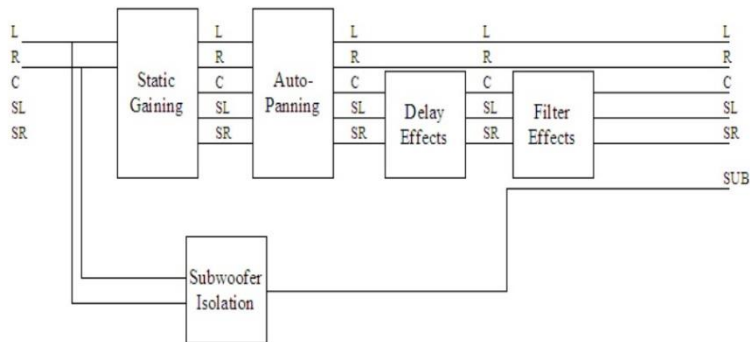 L L L L L
R R R R R
C Static Gaining C Auto-Panning C C C
SL SL SL Delay Effects SL Filter Effects SL
SR SR SR SR SR
SUB
Subwoofer
Isolation